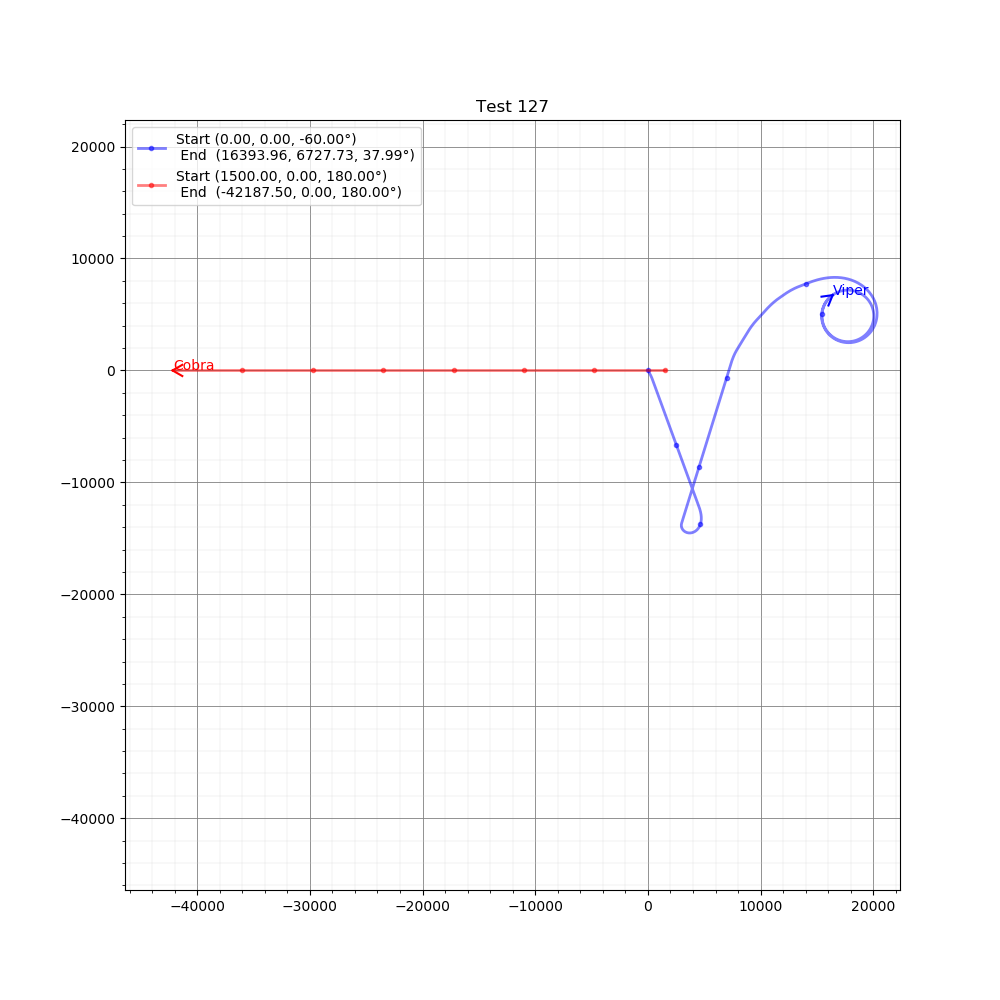 Test 127
Start (0.00, 0.00, -60.00°)
End  (16393.96, 6727.73, 37.99°)
Start (1500.00, 0.00, 180.00°)
End  (-42187.50, 0.00, 180.00°)
20000
10000
0
−10000
−20000
−30000
−40000
Viper
Cobra
−40000
−30000
−20000
−10000
0
10000
20000